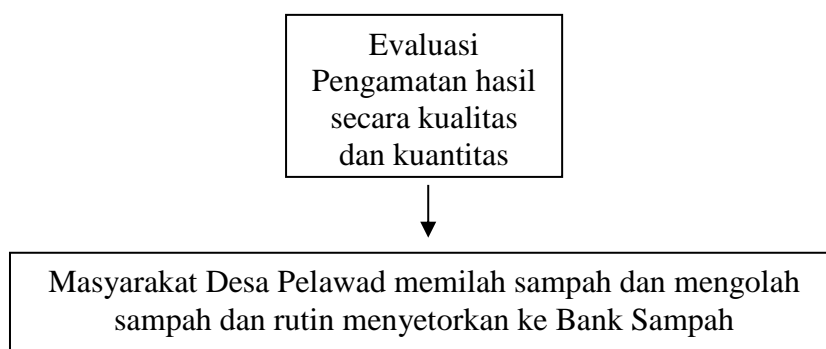 Evaluasi
Pengamatan hasil
secara kualitas
dan kuantitas
Masyarakat Desa Pelawad memilah sampah dan mengolah
sampah dan rutin menyetorkan ke Bank Sampah